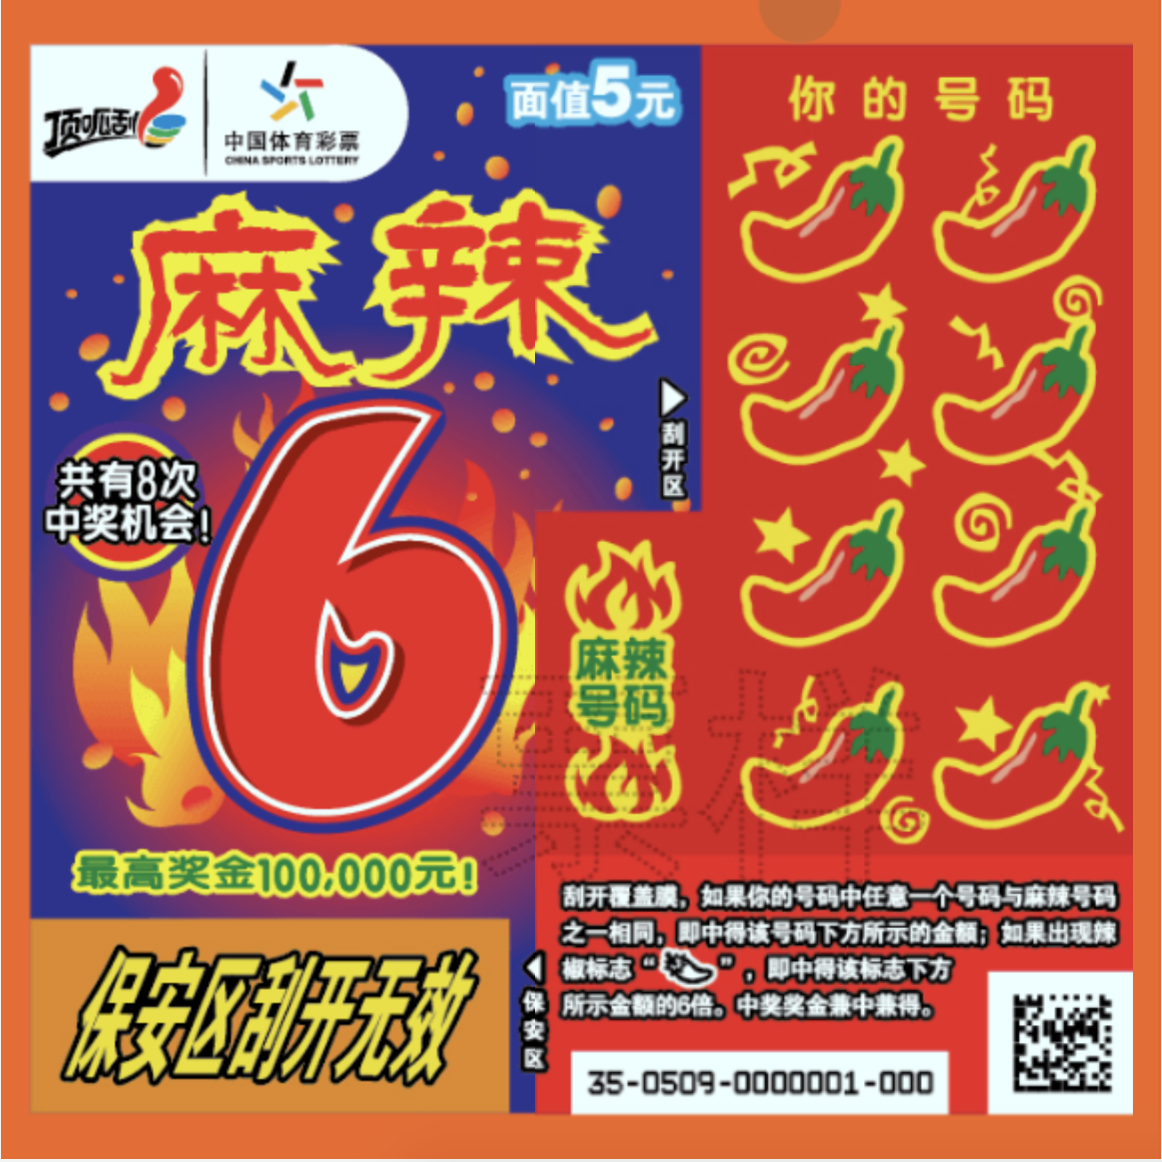 顶呱刮
中国体育彩票
CHINA SPORTS LOTTERY
面值5元
麻辣
6
共有8次
中奖机会!
最高奖金100,000元!
保安区刮开无效
刮开区
你的号码
麻辣
号码
票样
刮开覆盖膜，如果你的号码中任意一个号码与麻辣号码
之一相同，即中得该号码下方所示的金额；如果出现辣
椒标志“ ”，即中得该标志下方
所示金额的6倍。中奖奖金兼中兼得。
保安区
35-0509-0000001-000